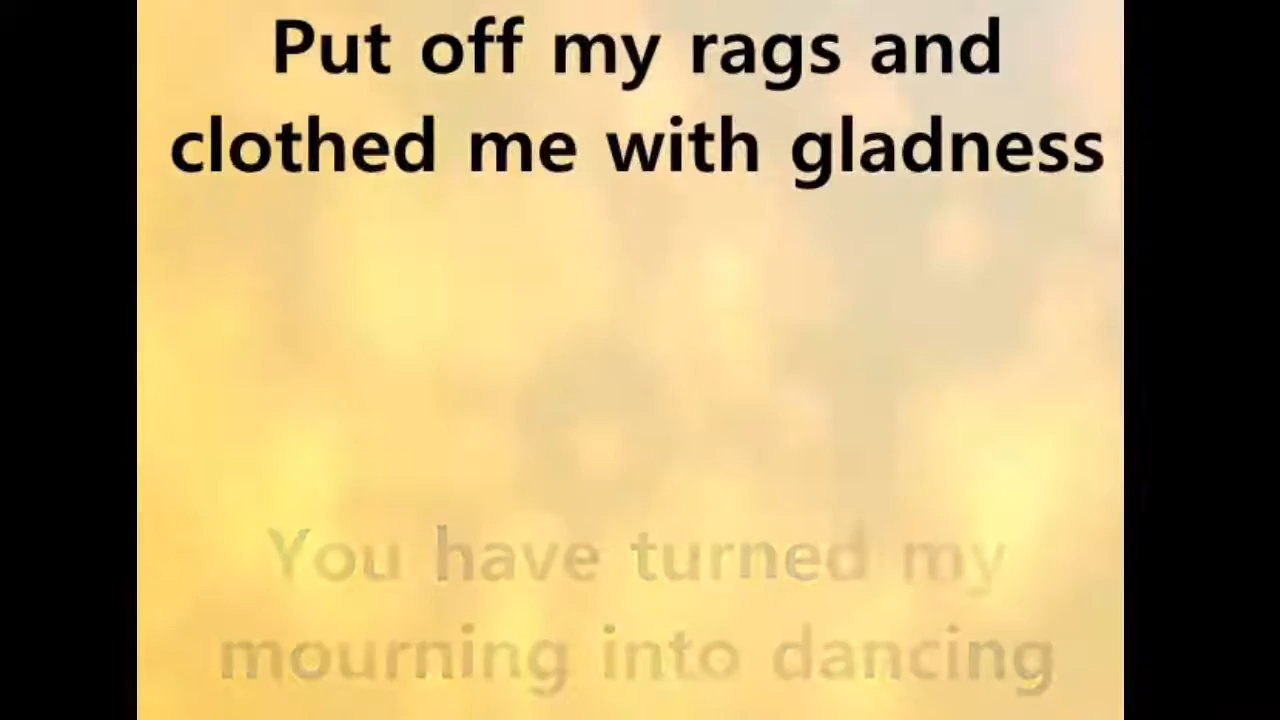 Put off my rags and
clothed me with gladness
You have turned my
mourning into dancing